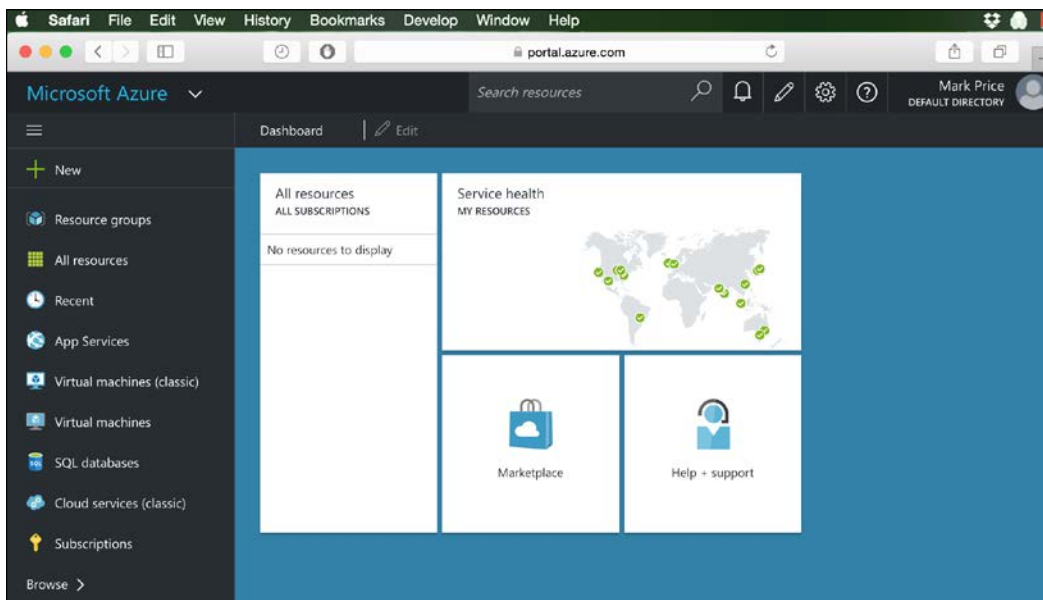 Safari File Edit View History Bookmarks Develop Window Help
portal.azure.com
Microsoft Azure
Search resources
Mark Price
DEFAULT DIRECTORY
Dashboard
Edit
New
Resource groups
All resources
Recent
App Services
Virtual machines (classic)
Virtual machines
SQL databases
Cloud services (classic)
Subscriptions
Browse
All resources
ALL SUBSCRIPTIONS
No resources to display
Service health
MY RESOURCES
Marketplace
Help + support